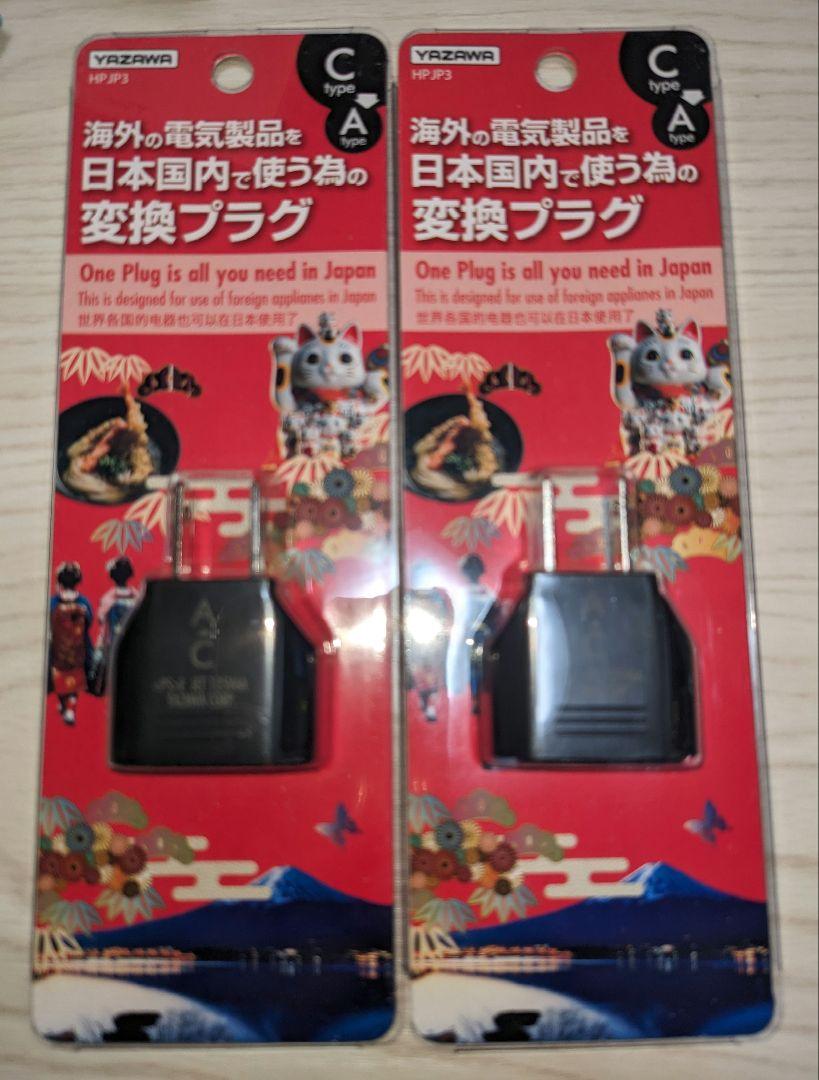 YAZAWA
HPJP3
C
type
A
type
海外の電気製品を
日本国内で使う為の
変換プラグ
One Plug is all you need in Japan
This is designed for use of foreign applianes in Japan
世界各国的电器也可以在日本使用了
A
C
YAZAWA
HPJP3
C
type
A
type
海外の電気製品を
日本国内で使う為の
変換プラグ
One Plug is all you need in Japan
This is designed for use of foreign applianes in Japan
世界各国的电器也可以在日本使用了